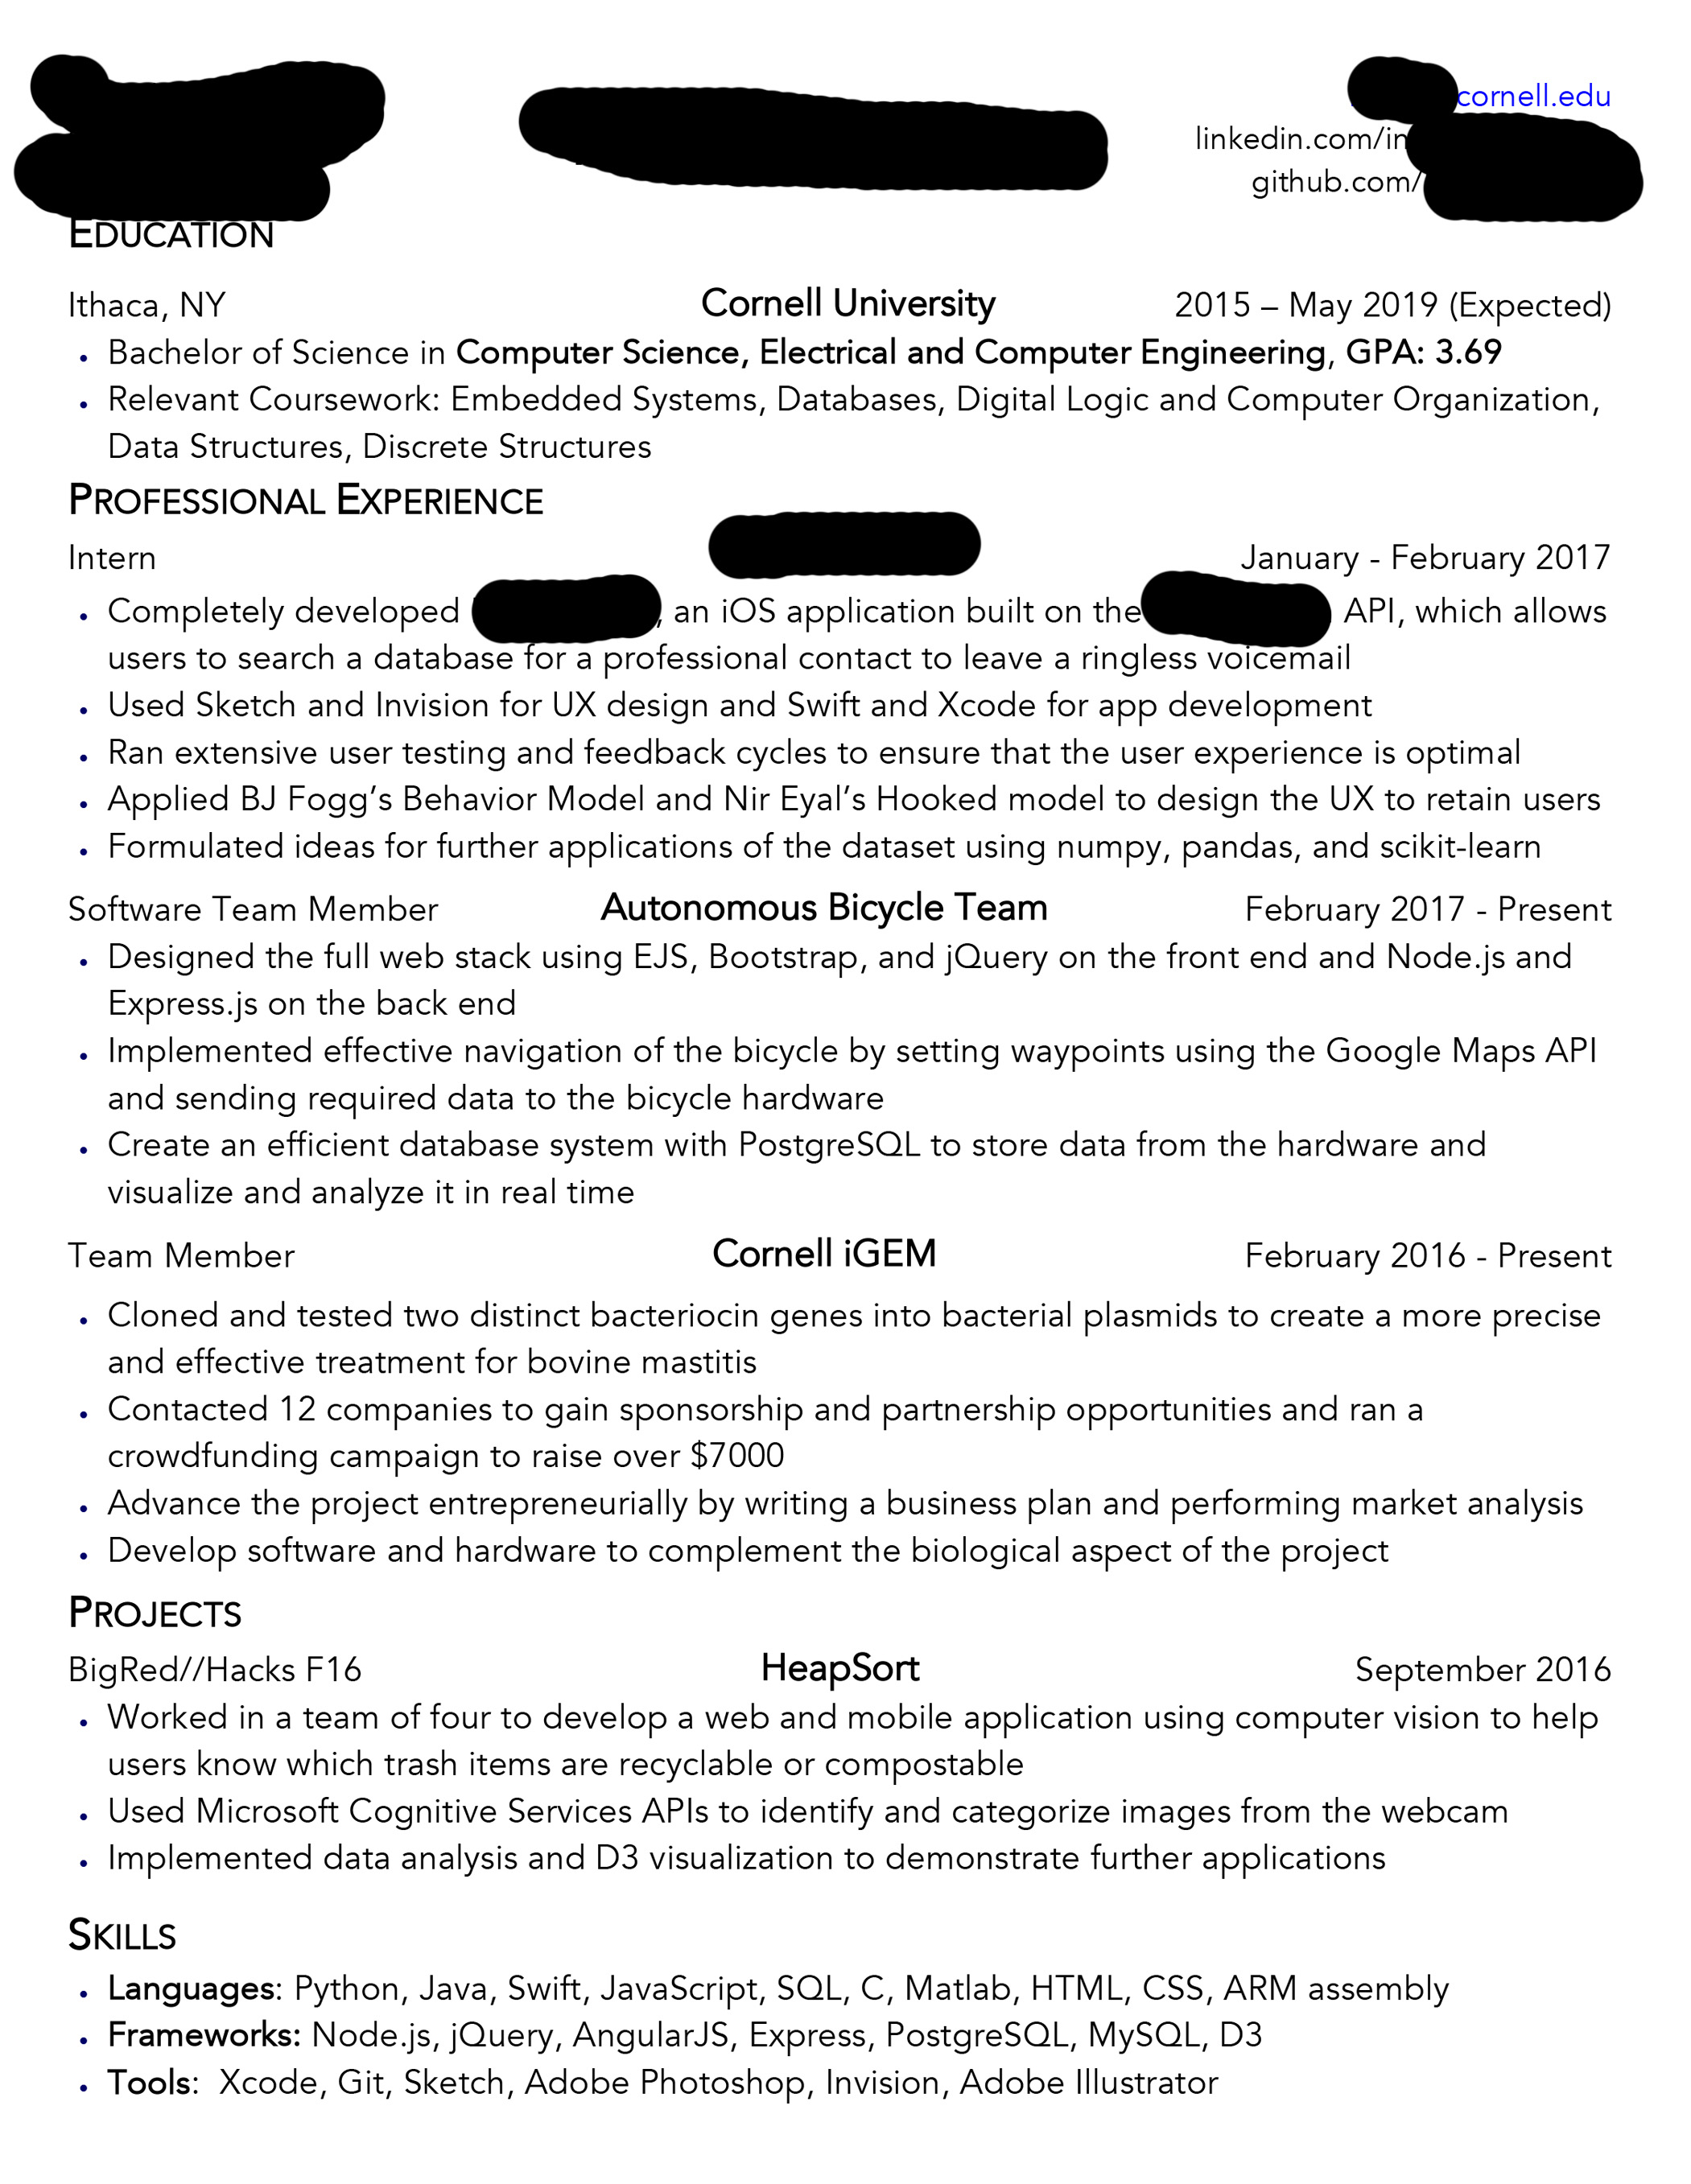 cornell.edu
linkedin.com/in
github.com/
EDUCATION
Ithaca, NY Cornell University 2015 – May 2019 (Expected)
• Bachelor of Science in Computer Science, Electrical and Computer Engineering, GPA: 3.69
• Relevant Coursework: Embedded Systems, Databases, Digital Logic and Computer Organization,
Data Structures, Discrete Structures
PROFESSIONAL EXPERIENCE
Intern January - February 2017
• Completely developed , an iOS application built on the API, which allows
users to search a database for a professional contact to leave a ringless voicemail
• Used Sketch and Invision for UX design and Swift and Xcode for app development
• Ran extensive user testing and feedback cycles to ensure that the user experience is optimal
• Applied BJ Fogg’s Behavior Model and Nir Eyal’s Hooked model to design the UX to retain users
• Formulated ideas for further applications of the dataset using numpy, pandas, and scikit-learn
Software Team Member Autonomous Bicycle Team February 2017 - Present
• Designed the full web stack using EJS, Bootstrap, and jQuery on the front end and Node.js and
Express.js on the back end
• Implemented effective navigation of the bicycle by setting waypoints using the Google Maps API
and sending required data to the bicycle hardware
• Create an efficient database system with PostgreSQL to store data from the hardware and
visualize and analyze it in real time
Team Member Cornell iGEM February 2016 - Present
• Cloned and tested two distinct bacteriocin genes into bacterial plasmids to create a more precise
and effective treatment for bovine mastitis
• Contacted 12 companies to gain sponsorship and partnership opportunities and ran a
crowdfunding campaign to raise over $7000
• Advance the project entrepreneurially by writing a business plan and performing market analysis
• Develop software and hardware to complement the biological aspect of the project
PROJECTS
BigRed//Hacks F16 HeapSort September 2016
• Worked in a team of four to develop a web and mobile application using computer vision to help
users know which trash items are recyclable or compostable
• Used Microsoft Cognitive Services APIs to identify and categorize images from the webcam
• Implemented data analysis and D3 visualization to demonstrate further applications
SKILLS
• Languages: Python, Java, Swift, JavaScript, SQL, C, Matlab, HTML, CSS, ARM assembly
• Frameworks: Node.js, jQuery, AngularJS, Express, PostgreSQL, MySQL, D3
• Tools: Xcode, Git, Sketch, Adobe Photoshop, Invision, Adobe Illustrator